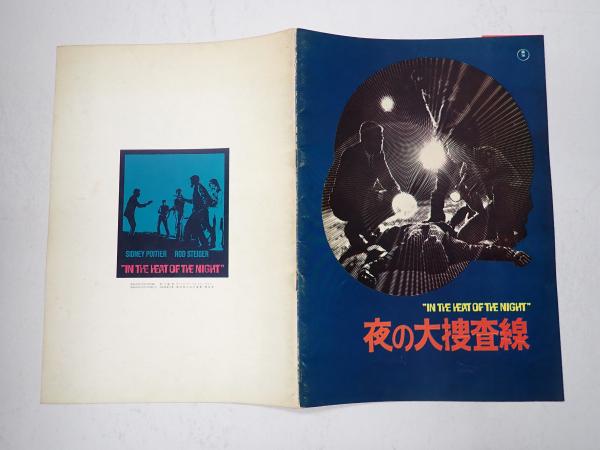 SIDNEY POITIER ROD STEIGER
"IN THE HEAT OF THE NIGHT"
"IN THE HEAT OF THE NIGHT"
夜の大捜査線